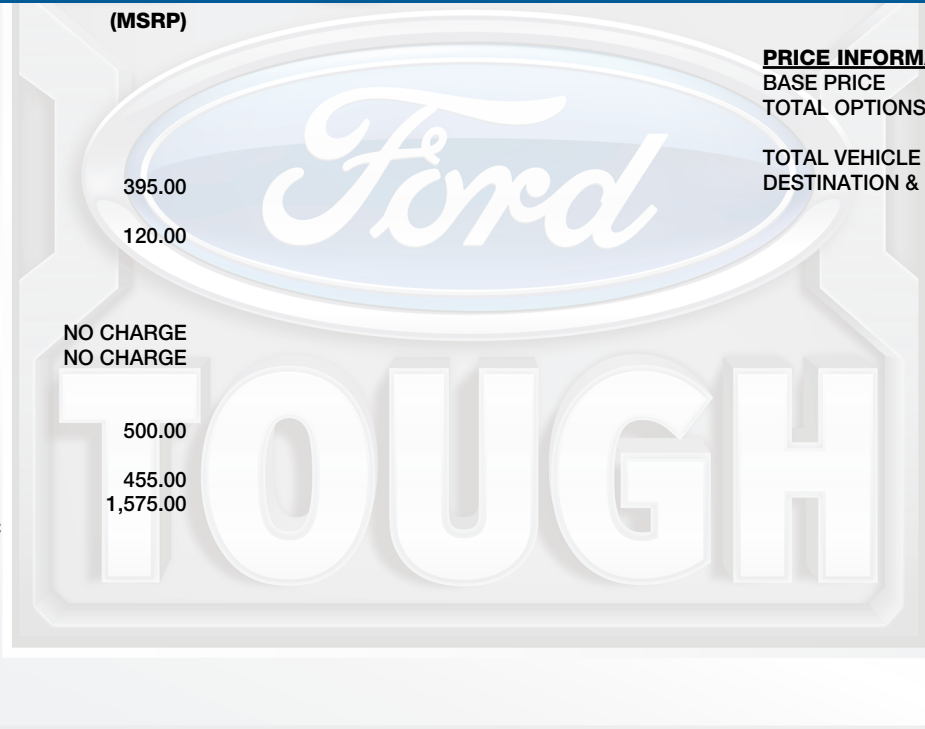 (MSRP)
395.00
120.00
NO CHARGE
NO CHARGE
500.00
455.00
1,575.00
PRICE INFORM
BASE PRICE
TOTAL OPTIONS
TOTAL VEHICLE
DESTINATION &
Ford
TOUGH